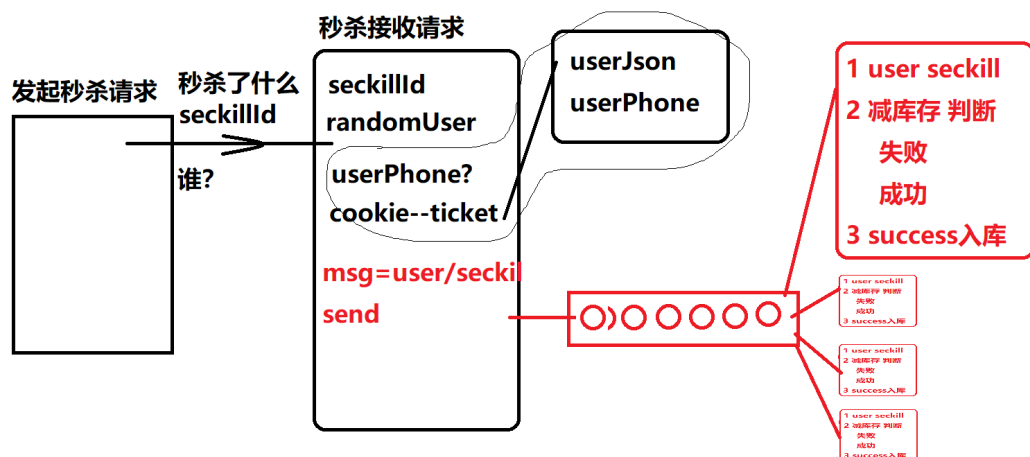 发起秒杀请求
秒杀了什么
seckillId
谁?
秒杀接收请求
seckillId
randomUser
userPhone?
cookie--ticket
msg=user/seckil
send
userJson
userPhone
1 user seckill
2 减库存 判断
失败
成功
3 success入库
1 user seckill
2 减库存 判断
失败
成功
3 success入库
1 user seckill
2 减库存 判断
失败
成功
3 success入库
1 user seckill
2 减库存 判断
失败
成功
3 success入库